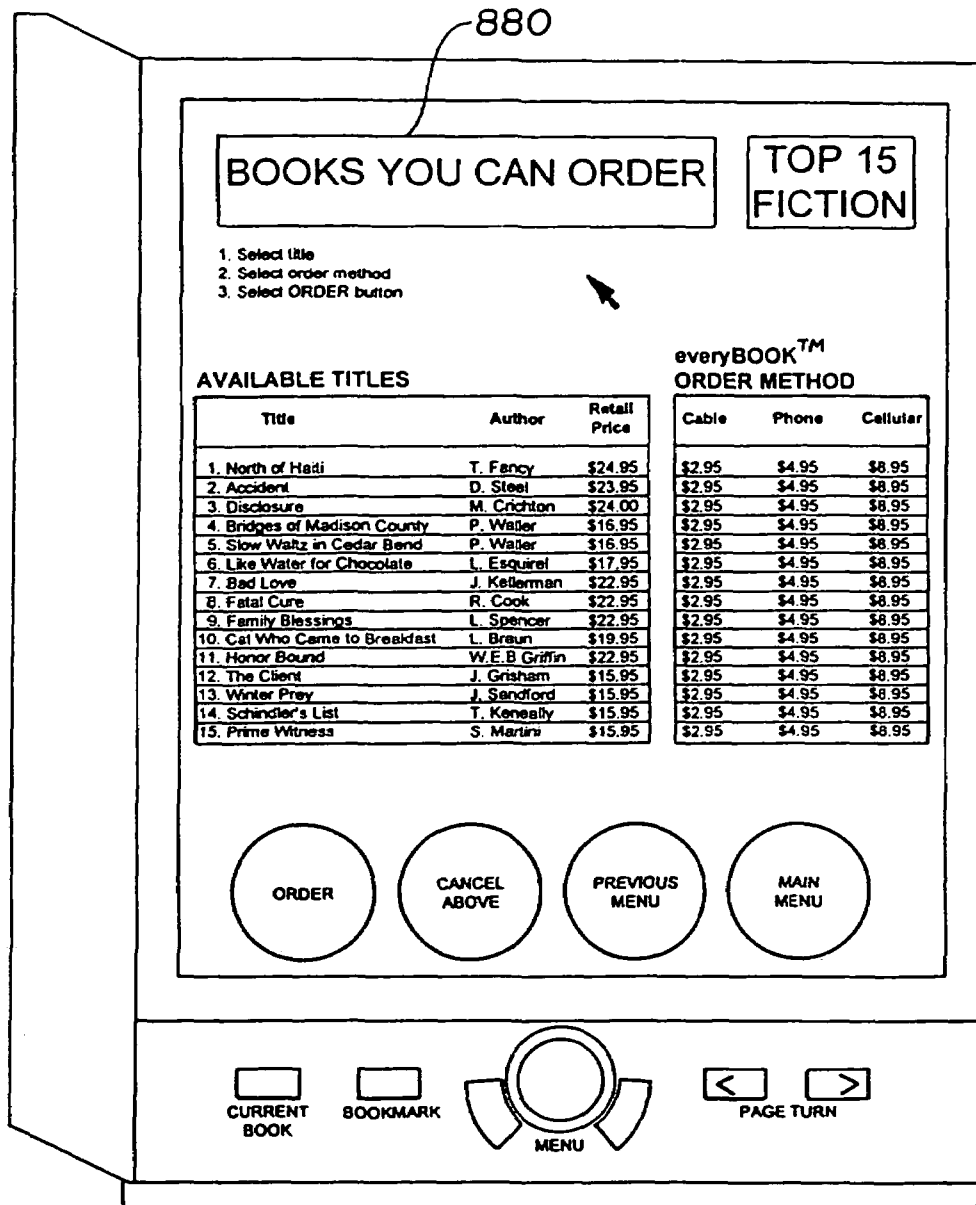 880
BOOKS YOU CAN ORDER
TOP 15
FICTION
1. Select title
2. Select order method
3. Select ORDER button
AVAILABLE TITLES
everyBOOK™
ORDER METHOD
Title Author Retail Price Cable Phone Cellular
1. North of Haiti T. Fancy $24.95 $2.95 $4.95 $8.95
2. Accident D. Steel $23.95 $2.95 $4.95 $8.95
3. Disclosure M. Crichton $24.00 $2.95 $4.95 $8.95
4. Bridges of Madison County P. Waller $16.95 $2.95 $4.95 $8.95
5. Slow Waltz in Cedar Bend P. Waller $16.95 $2.95 $4.95 $8.95
6. Like Water for Chocolate L. Esquirel $17,95 $2.95 $4.95 $8.95
7. Bad Love J. Kellerman $22.95 $2.95 $4.95 $8.95
8. Fatal Cure R. Cook $22.95 $2.95 $4.95 $8.95
9. Family Blessings L. Spencer $22.95 $2.95 $4.95 $8.95
10. Cat Who Came to Breakfast L. Braun $19.95 $2.95 $4.95 $8.95
11. Honor Bound W.E.B Griffin $22.95 $2.95 $4.95 $8.95
12. The Client J. Grisham $15.95 $2.95 $4.95 $8.95
13. Winter Prey J. Sandford $15.95 $2.95 $4.95 $8.95
14. Schindler's List T. Keneally $15.95 $2.95 $4.95 $8.95
15. Prime Witness S. Martini $15.95 $2.95 $4.95 $8.95
ORDER
CANCEL
ABOVE
PREVIOUS
MENU
MAIN
MENU
< >
CURRENT
BOOK
BOOKMARK
MENU
PAGE TURN